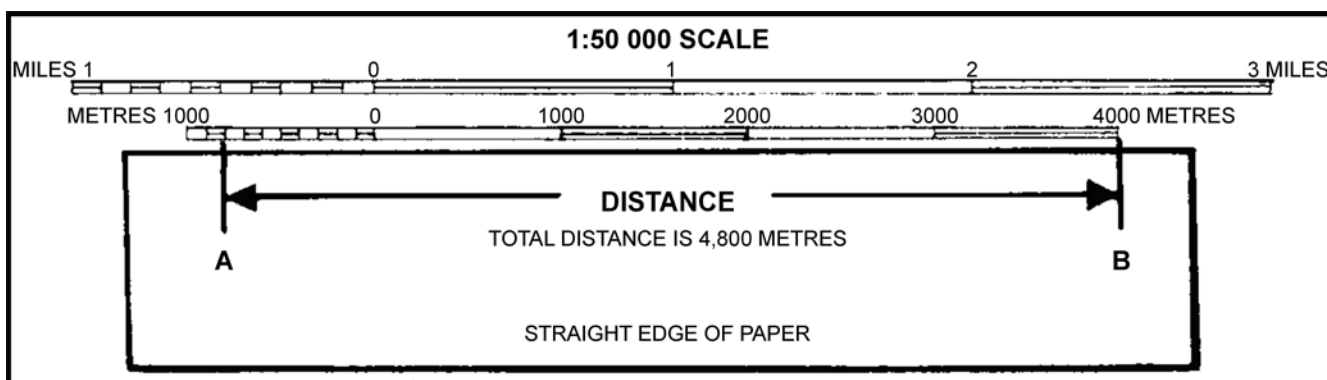 1:50 000 SCALE
MILES 1 0 1 2 3 MILES
METRES 1000 0 1000 2000 3000 4000 METRES
DISTANCE
TOTAL DISTANCE IS 4,800 METRES
A B
STRAIGHT EDGE OF PAPER